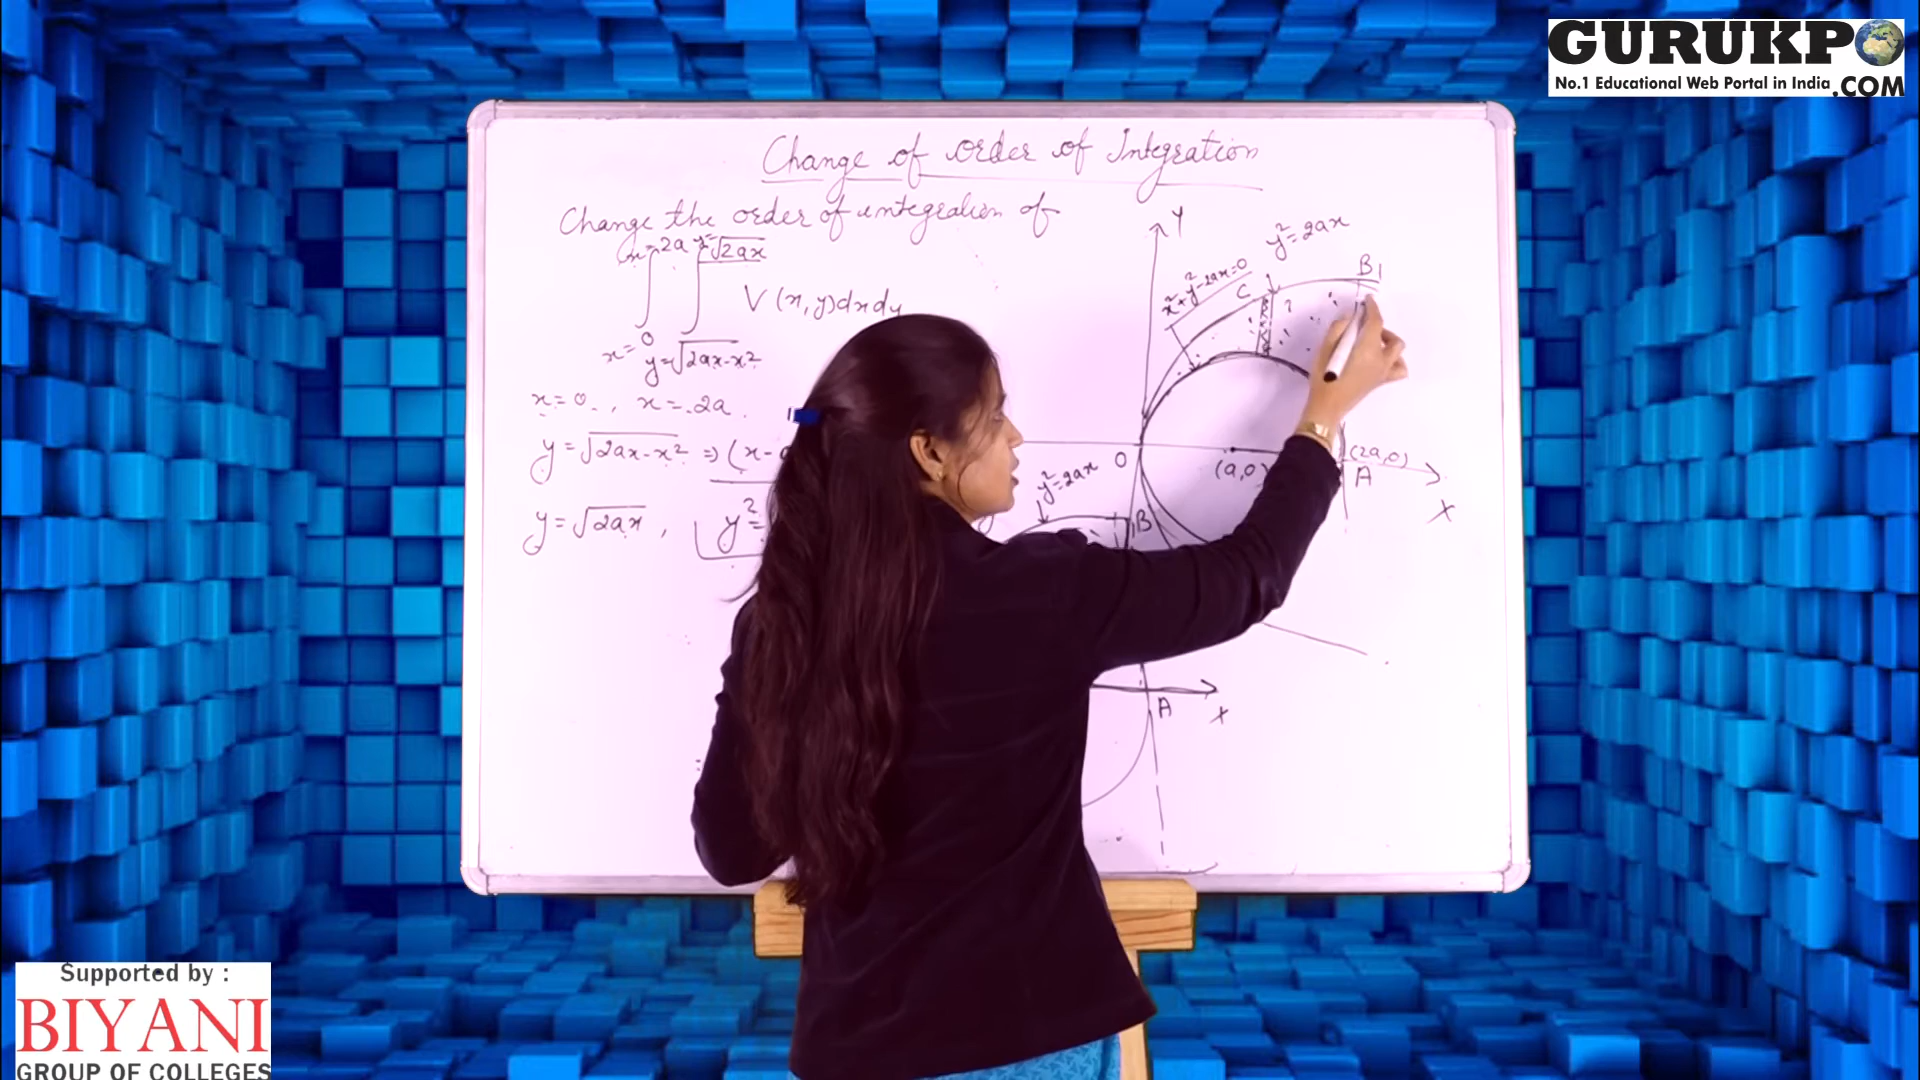 GURUKPO
No.1 Educational Web Portal in India .COM
Change of order of Integration
Change the order of integration of
x=2a y=√2ax
∫ ∫ V(x,y)dxdy
x=0 y=√2ax-x²
x=0, x=2a.
y=√2ax-x² ⇒ (x-
y=√2ax, y²=
Y
y²=2ax
x²+y²-2ax=0
C
B1
O
(a,0)
(2a,0)
A
X
y²=2ax
B
A
X
Supported by :
BIYANI
GROUP OF COLLEGES